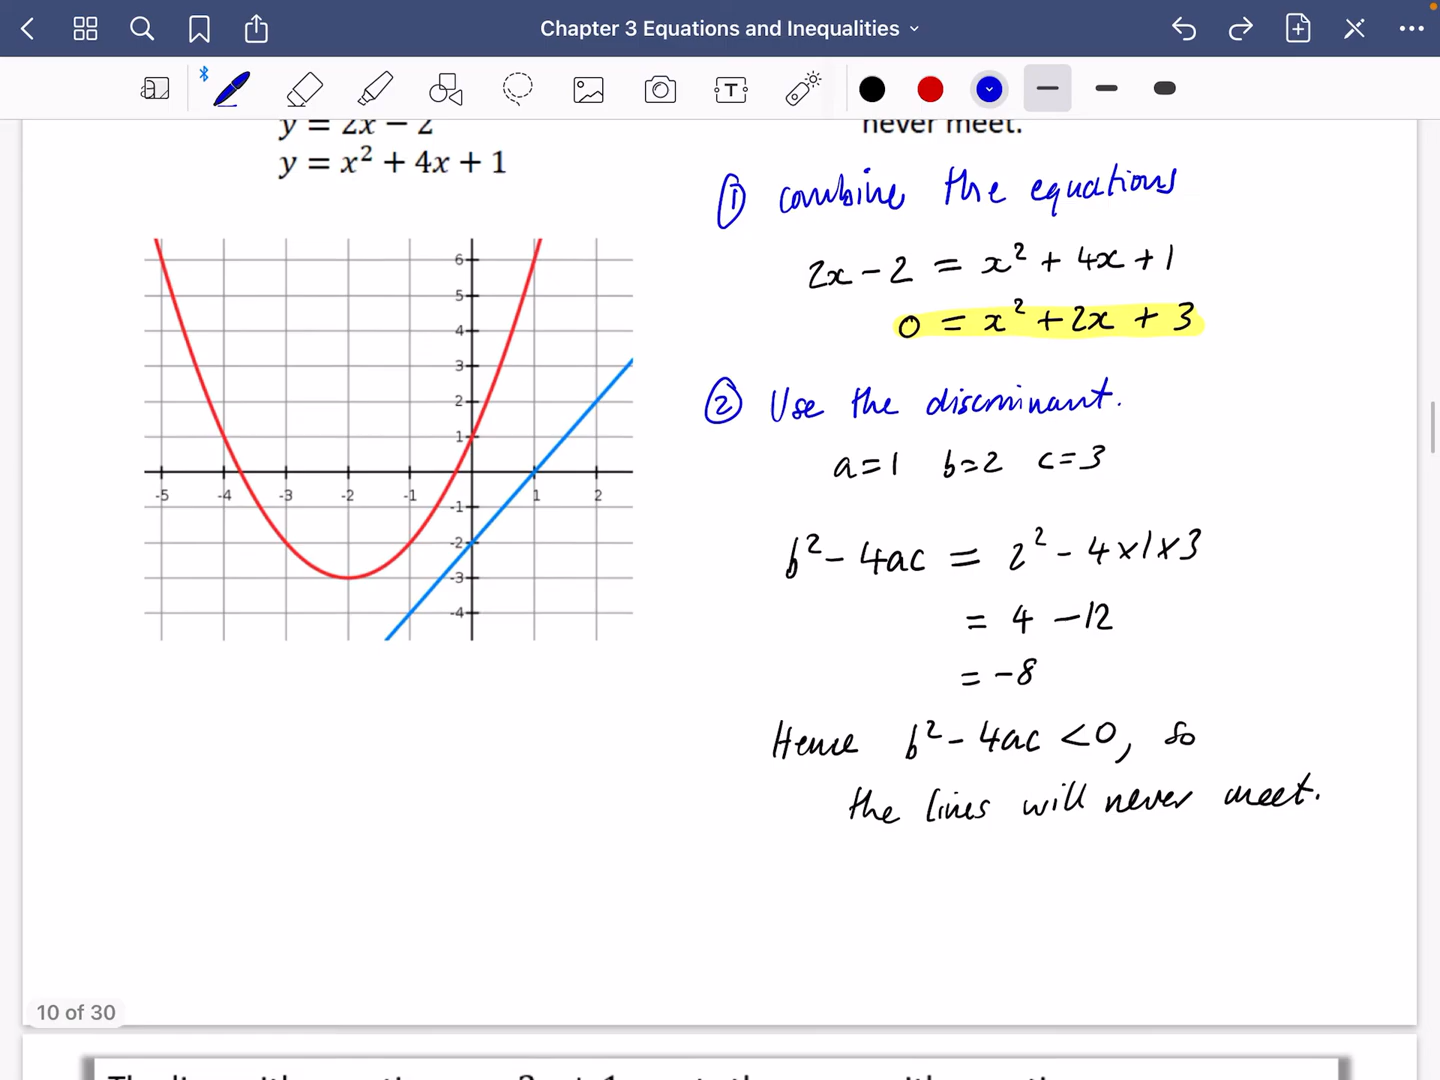 Chapter 3 Equations and Inequalities
y = 2x − 2
y = x² + 4x + 1
never meet.
① combine the equations
2x − 2 = x² + 4x + 1
0 = x² + 2x + 3
② Use the discriminant.
a=1 b=2 c=3
b² − 4ac = 2² − 4×1×3
= 4 − 12
= −8
Hence b² − 4ac < 0, so
the lines will never meet.
6
5
4
3
2
1
-5 -4 -3 -2 -1 1 2
-1
-2
-3
-4
10 of 30